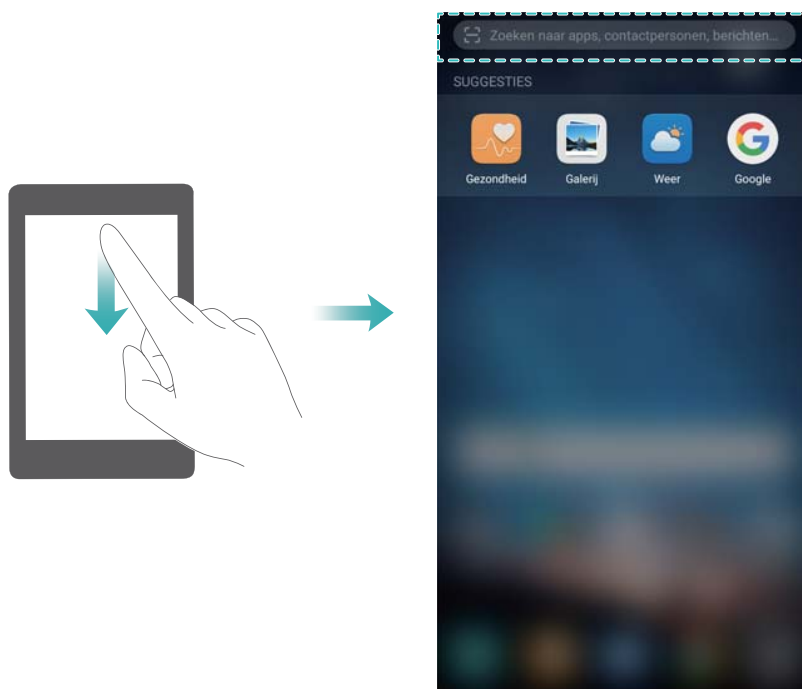 Zoeken naar apps, contactpersonen, berichten...
SUGGESTIES
Gezondheid Galerij Weer Google